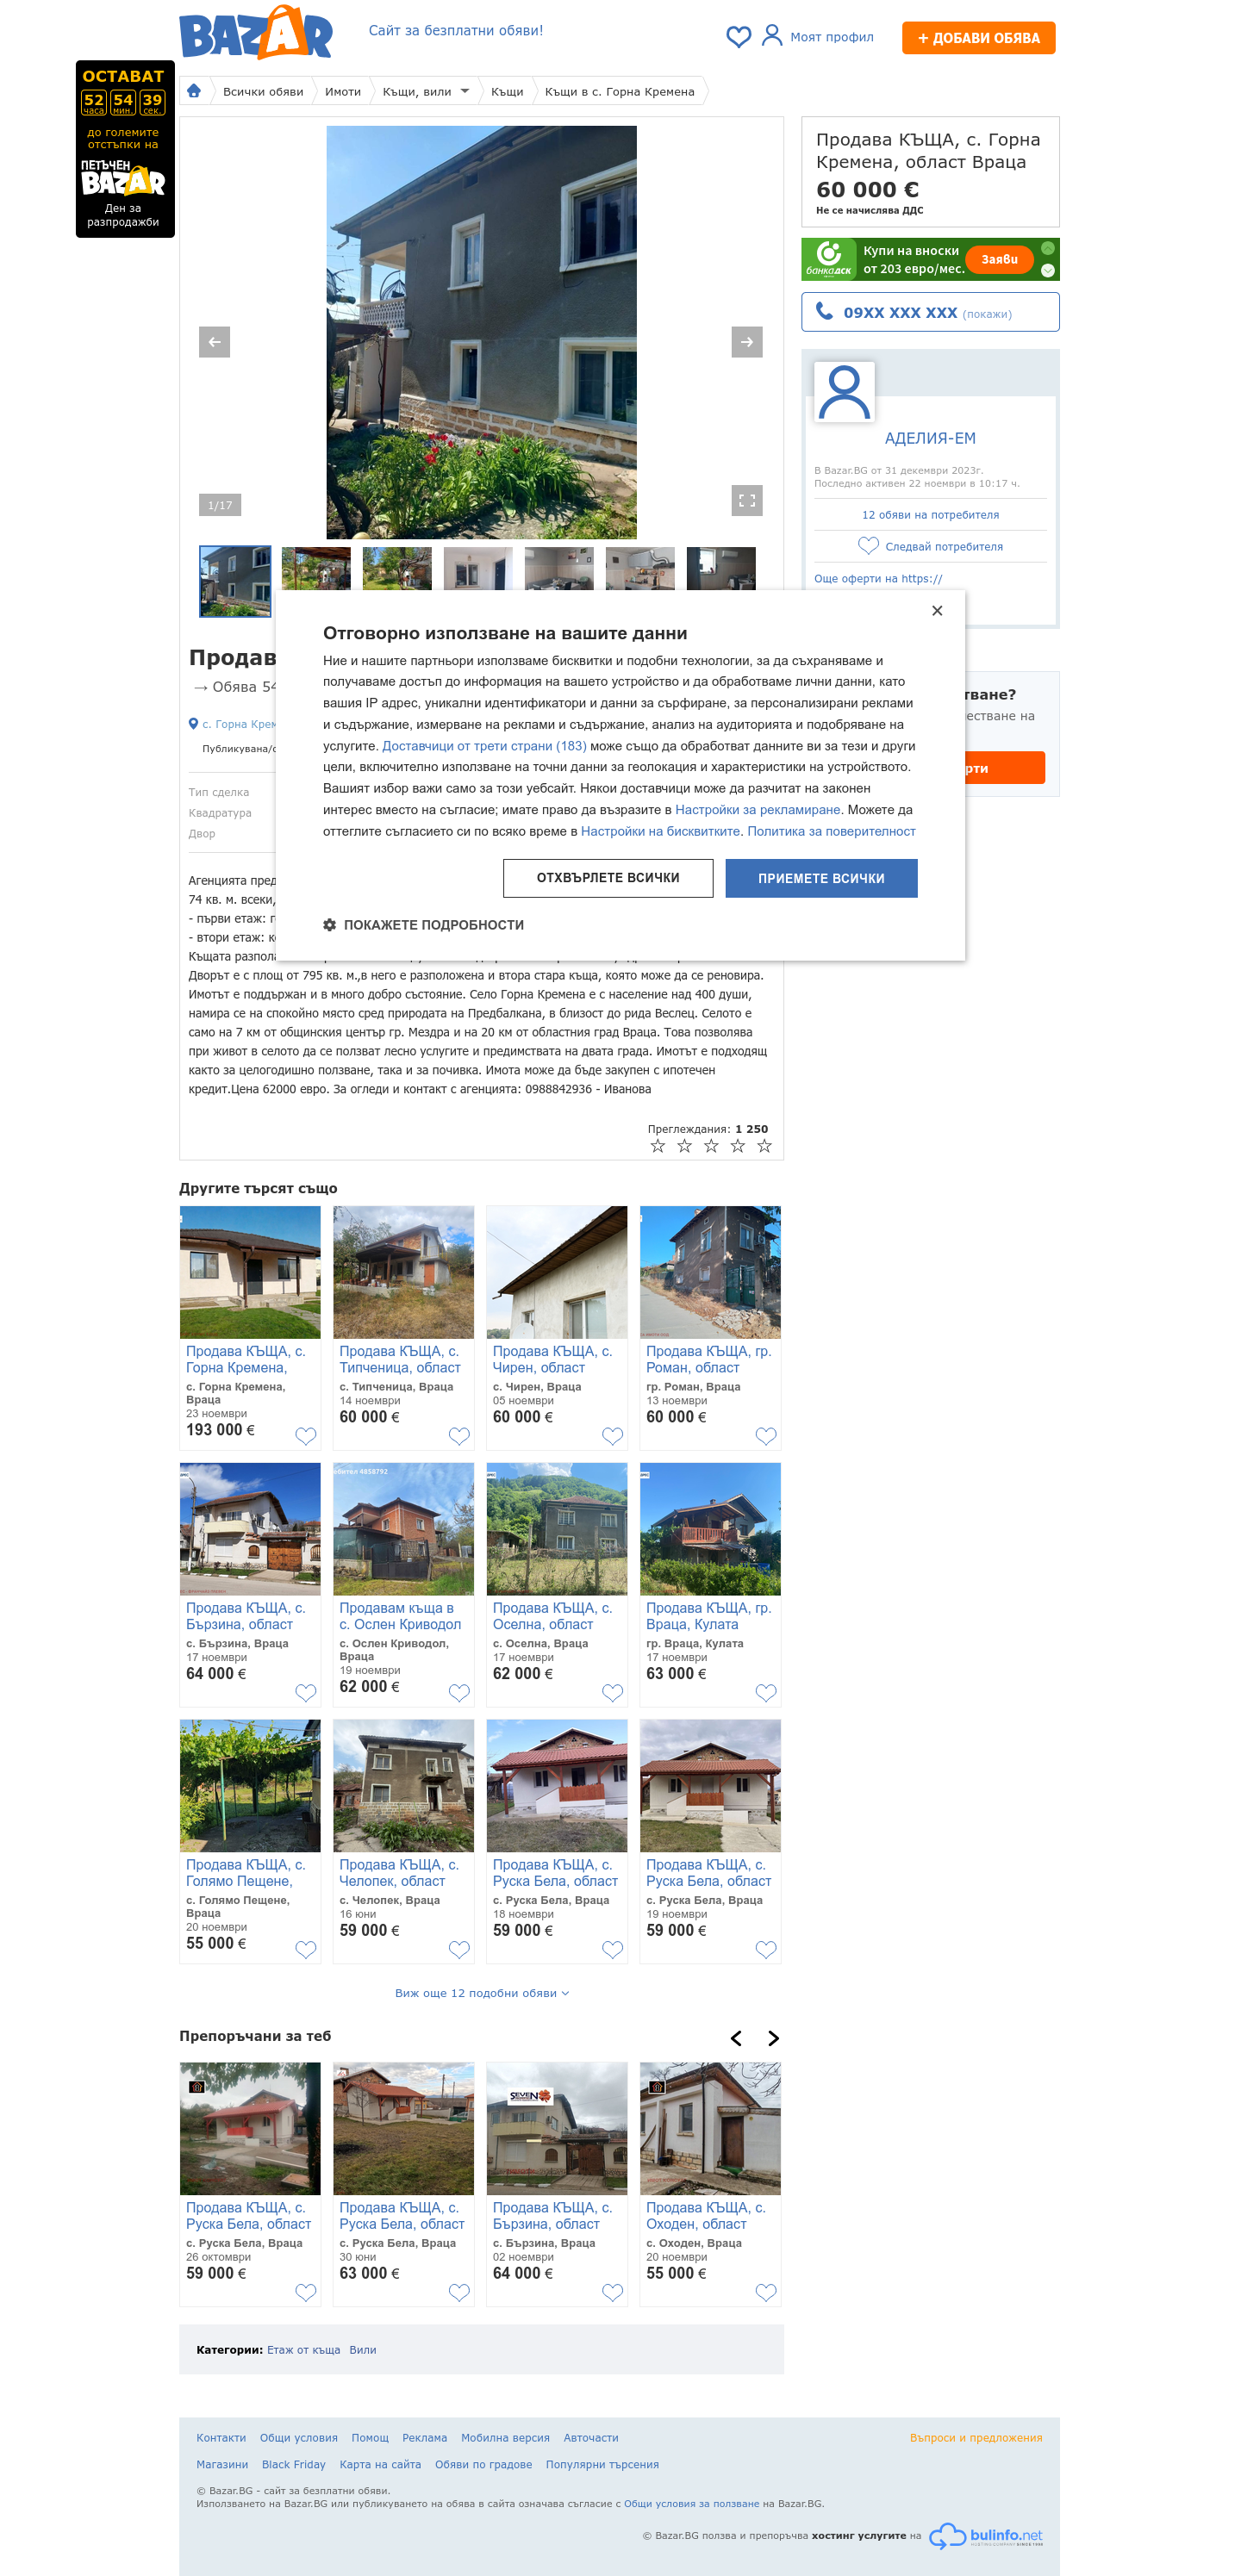 BAZAR
Сайт за безплатни обяви!
Моят профил
+ ДОБАВИ ОБЯВА
ОСТАВАТ
52 54 39
часа мин. сек.
до големите
отстъпки на
ПЕТЪЧЕН
BAZAR
Ден за
разпродажби
Всички обяви
Имоти
Къщи, вили
Къщи
Къщи в с. Горна Кремена
1/17
Продава КЪЩА, с. Горна
Кремена, област Враца
60 000 €
Не се начислява ДДС
банка дск
Купи на вноски
от 203 евро/мес.
Заяви
09XX XXX XXX (покажи)
АДЕЛИЯ-ЕМ
В Bazar.BG от 31 декември 2023г.
Последно активен 22 ноември в 10:17 ч.
12 обяви на потребителя
Следвай потребителя
Още оферти на https://
Продав
Обява 54
с. Горна Крем
Публикувана/о
Тип сделка
Квадратура
Двор
×
Отговорно използване на вашите данни
Ние и нашите партньори използваме бисквитки и подобни технологии, за да съхраняваме и
получаваме достъп до информация на вашето устройство и да обработваме лични данни, като
вашия IP адрес, уникални идентификатори и данни за сърфиране, за персонализирани реклами
и съдържание, измерване на реклами и съдържание, анализ на аудиторията и подобряване на
услугите. Доставчици от трети страни (183) може също да обработват данните ви за тези и други
цели, включително използване на точни данни за геолокация и характеристики на устройството.
Вашият избор важи само за този уебсайт. Някои доставчици може да разчитат на законен
интерес вместо на съгласие; имате право да възразите в Настройки за рекламиране. Можете да
оттеглите съгласието си по всяко време в Настройки на бисквитките. Политика за поверителност
ОТХВЪРЛЕТЕ ВСИЧКИ
ПРИЕМЕТЕ ВСИЧКИ
ПОКАЖЕТЕ ПОДРОБНОСТИ
тване?
естване на
рти
Агенцията пред
74 кв. м. всеки,
- първи етаж: г
- втори етаж: к
Къщата разпола
Дворът е с площ от 795 кв. м.,в него е разположена и втора стара къща, която може да се реновира.
Имотът е поддържан и в много добро състояние. Село Горна Кремена е с население над 400 души,
намира се на спокойно място сред природата на Предбалкана, в близост до рида Веслец. Селото е
само на 7 км от общинския център гр. Мездра и на 20 км от областния град Враца. Това позволява
при живот в селото да се ползват лесно услугите и предимствата на двата града. Имотът е подходящ
както за целогодишно ползване, така и за почивка. Имота може да бъде закупен с ипотечен
кредит.Цена 62000 евро. За огледи и контакт с агенцията: 0988842936 - Иванова
Преглеждания: 1 250
Другите търсят също
Продава КЪЩА, с.
Горна Кремена,
с. Горна Кремена,
Враца
23 ноември
193 000 €
Продава КЪЩА, с.
Типченица, област
с. Типченица, Враца
14 ноември
60 000 €
Продава КЪЩА, с.
Чирен, област
с. Чирен, Враца
05 ноември
60 000 €
Продава КЪЩА, гр.
Роман, област
гр. Роман, Враца
13 ноември
60 000 €
Продава КЪЩА, с.
Бързина, област
с. Бързина, Враца
17 ноември
64 000 €
Продавам къща в
с. Ослен Криводол
с. Ослен Криводол,
Враца
19 ноември
62 000 €
Продава КЪЩА, с.
Оселна, област
с. Оселна, Враца
17 ноември
62 000 €
Продава КЪЩА, гр.
Враца, Кулата
гр. Враца, Кулата
17 ноември
63 000 €
Продава КЪЩА, с.
Голямо Пещене,
с. Голямо Пещене,
Враца
20 ноември
55 000 €
Продава КЪЩА, с.
Челопек, област
с. Челопек, Враца
16 юни
59 000 €
Продава КЪЩА, с.
Руска Бела, област
с. Руска Бела, Враца
18 ноември
59 000 €
Продава КЪЩА, с.
Руска Бела, област
с. Руска Бела, Враца
19 ноември
59 000 €
Виж още 12 подобни обяви
Препоръчани за теб
SEVEN
Продава КЪЩА, с.
Руска Бела, област
с. Руска Бела, Враца
26 октомври
59 000 €
Продава КЪЩА, с.
Руска Бела, област
с. Руска Бела, Враца
30 юни
63 000 €
Продава КЪЩА, с.
Бързина, област
с. Бързина, Враца
02 ноември
64 000 €
Продава КЪЩА, с.
Оходен, област
с. Оходен, Враца
20 ноември
55 000 €
Категории: Етаж от къща Вили
Контакти Общи условия Помощ Реклама Мобилна версия Авточасти
Въпроси и предложения
Магазини Black Friday Карта на сайта Обяви по градове Популярни търсения
© Bazar.BG - сайт за безплатни обяви.
Използването на Bazar.BG или публикуването на обява в сайта означава съгласие с Общи условия за ползване на Bazar.BG.
© Bazar.BG ползва и препоръчва хостинг услугите на
bulinfo.net